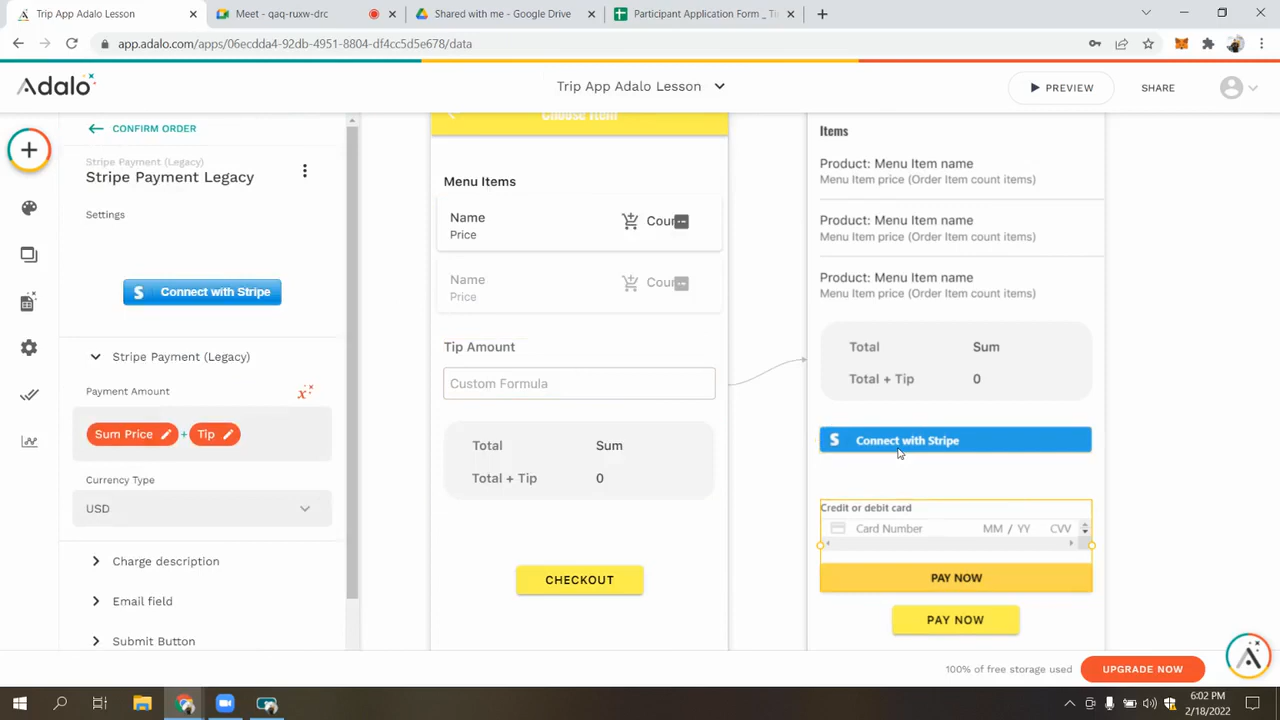 Trip App Adalo Lesson
Meet - qaq-ruxw-drc
Shared with me - Google Drive
Participant Application Form _ Ti
app.adalo.com/apps/06ecdda4-92db-4951-8804-df4cc5d5e678/data
Adalo
Trip App Adalo Lesson
PREVIEW
SHARE
CONFIRM ORDER
Stripe Payment (Legacy)
Stripe Payment Legacy
Settings
Connect with Stripe
Stripe Payment (Legacy)
Payment Amount
Sum Price + Tip
Currency Type
USD
Charge description
Email field
Submit Button
Choose Item
Menu Items
Name
Price
Coun
Name
Price
Coun
Tip Amount
Custom Formula
Total Sum
Total + Tip 0
CHECKOUT
Items
Product: Menu Item name
Menu Item price (Order Item count items)
Product: Menu Item name
Menu Item price (Order Item count items)
Product: Menu Item name
Menu Item price (Order Item count items)
Total Sum
Total + Tip 0
Connect with Stripe
Credit or debit card
Card Number MM / YY CVV
PAY NOW
PAY NOW
100% of free storage used
UPGRADE NOW
6:02 PM
2/18/2022